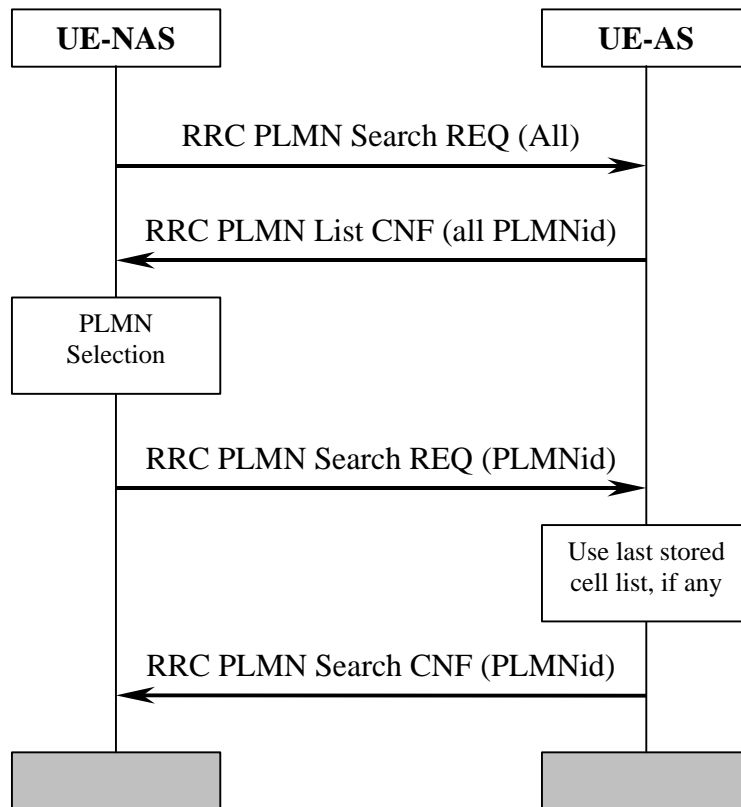 UE-NAS
UE-AS
RRC PLMN Search REQ (All)
RRC PLMN List CNF (all PLMNid)
PLMN
Selection
RRC PLMN Search REQ (PLMNid)
Use last stored
cell list, if any
RRC PLMN Search CNF (PLMNid)